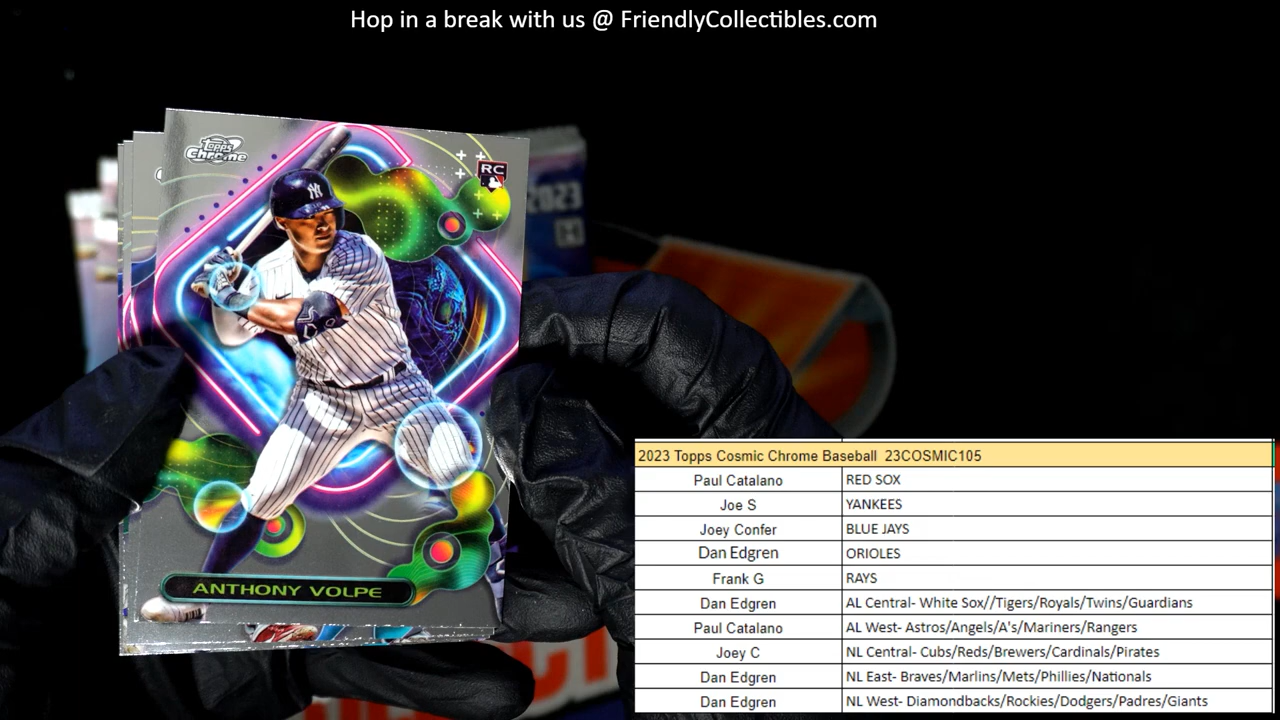 Hop in a break with us @ FriendlyCollectibles.com
Topps
Chrome
RC
NY
2023
ANTHONY VOLPE
2023 Topps Cosmic Chrome Baseball 23COSMIC105
Paul Catalano RED SOX
Joe S YANKEES
Joey Confer BLUE JAYS
Dan Edgren ORIOLES
Frank G RAYS
Dan Edgren AL Central- White Sox//Tigers/Royals/Twins/Guardians
Paul Catalano AL West- Astros/Angels/A's/Mariners/Rangers
Joey C NL Central- Cubs/Reds/Brewers/Cardinals/Pirates
Dan Edgren NL East- Braves/Marlins/Mets/Phillies/Nationals
Dan Edgren NL West- Diamondbacks/Rockies/Dodgers/Padres/Giants